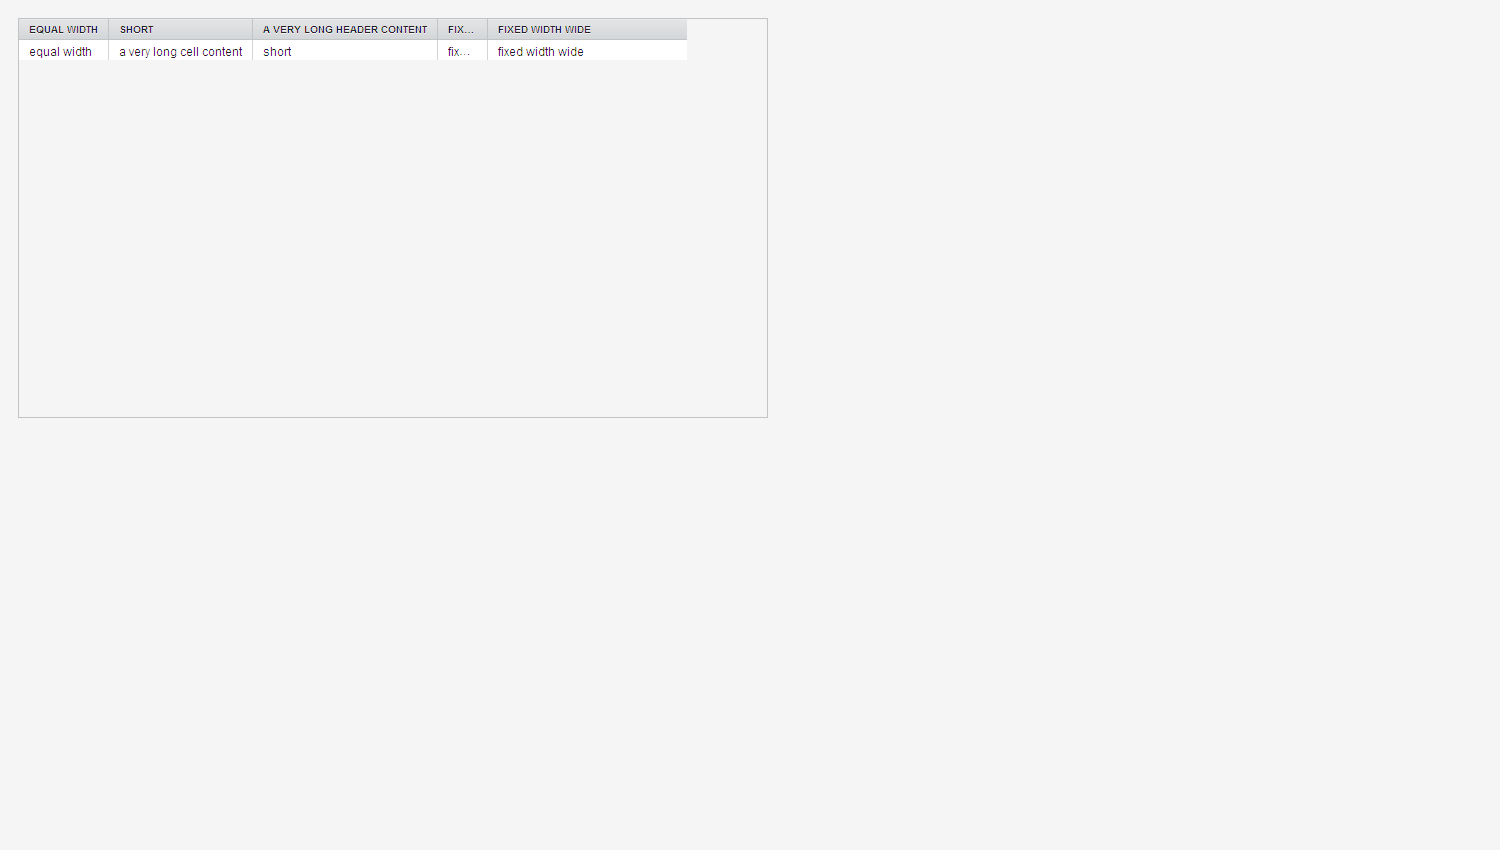 EQUAL WIDTH SHORT A VERY LONG HEADER CONTENT FIX... FIXED WIDTH WIDE
equal width a very long cell content short fix... fixed width wide